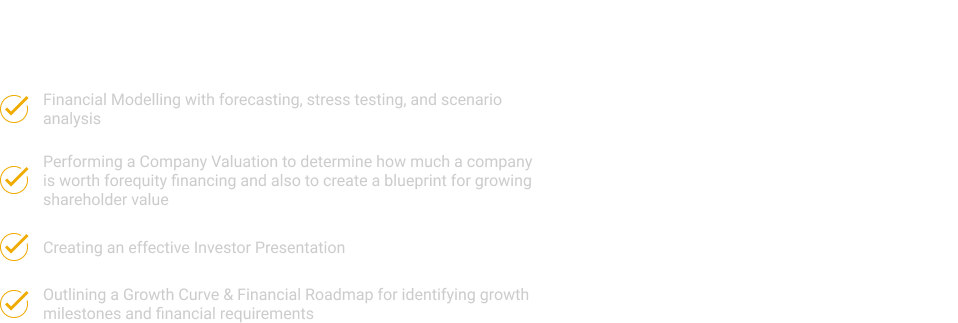 Financial Modelling with forecasting, stress testing, and scenario
analysis
Performing a Company Valuation to determine how much a company
is worth forequity financing and also to create a blueprint for growing
shareholder value
Creating an effective Investor Presentation
Outlining a Growth Curve & Financial Roadmap for identifying growth
milestones and financial requirements